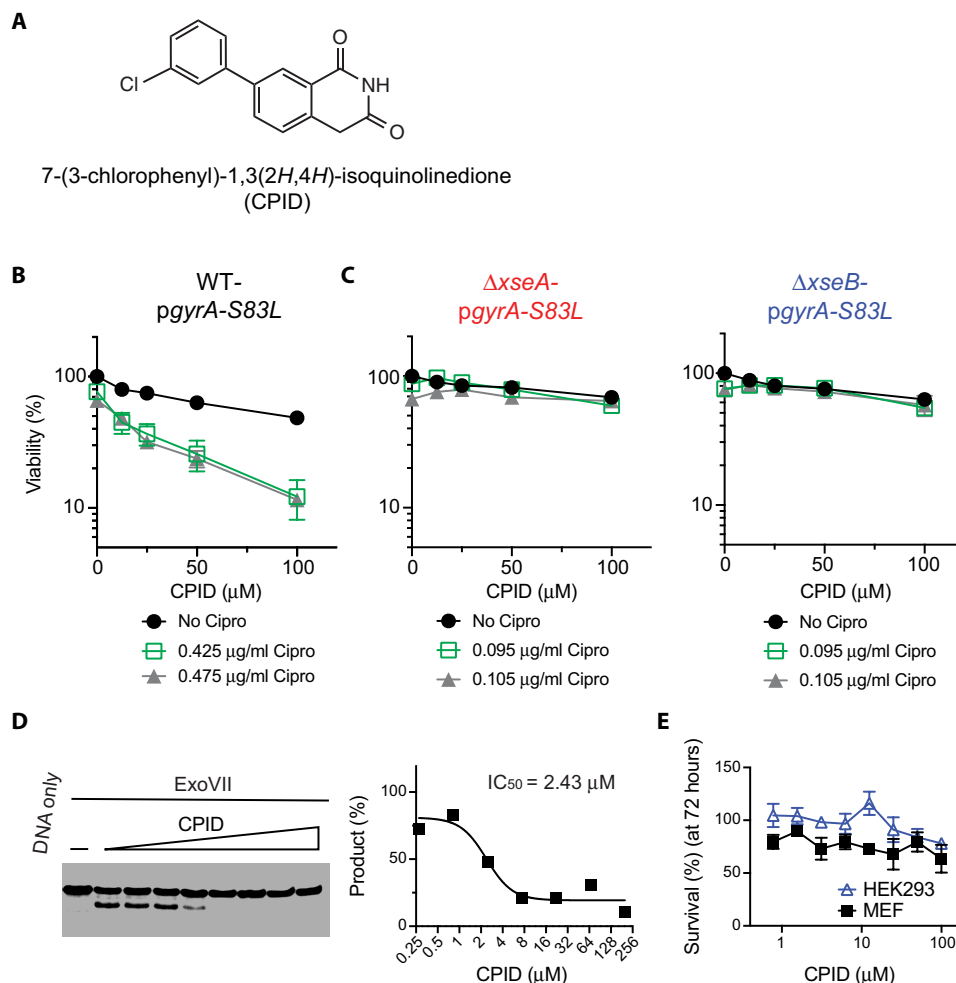 A
Cl
O
NH
O
7-(3-chlorophenyl)-1,3(2H,4H)-isoquinolinedione
(CPID)
B
WT-
pgyrA-S83L
Viability (%)
100
10
0
50
100
CPID (μM)
No Cipro
0.425 μg/ml Cipro
0.475 μg/ml Cipro
C
ΔxseA-
pgyrA-S83L
100
10
0
50
100
CPID (μM)
No Cipro
0.095 μg/ml Cipro
0.105 μg/ml Cipro
ΔxseB-
pgyrA-S83L
100
10
0
50
100
CPID (μM)
No Cipro
0.095 μg/ml Cipro
0.105 μg/ml Cipro
D
DNA only
ExoVII
CPID
IC50 = 2.43 μM
Product (%)
100
50
0
0.25
0.5
1
2
4
8
16
32
64
128
256
CPID (μM)
E
Survival (%) (at 72 hours)
150
100
50
0
HEK293
MEF
1
10
100
CPID (μM)